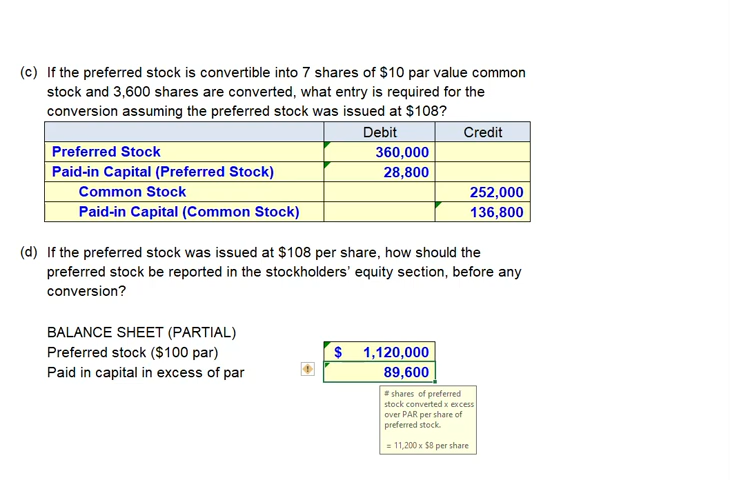 (c) If the preferred stock is convertible into 7 shares of $10 par value common
stock and 3,600 shares are converted, what entry is required for the
conversion assuming the preferred stock was issued at $108?
Debit Credit
Preferred Stock 360,000
Paid-in Capital (Preferred Stock) 28,800
Common Stock 252,000
Paid-in Capital (Common Stock) 136,800
(d) If the preferred stock was issued at $108 per share, how should the
preferred stock be reported in the stockholders' equity section, before any
conversion?
BALANCE SHEET (PARTIAL)
Preferred stock ($100 par) $ 1,120,000
Paid in capital in excess of par 89,600
# shares of preferred
stock converted x excess
over PAR per share of
preferred stock.
= 11,200 x $8 per share